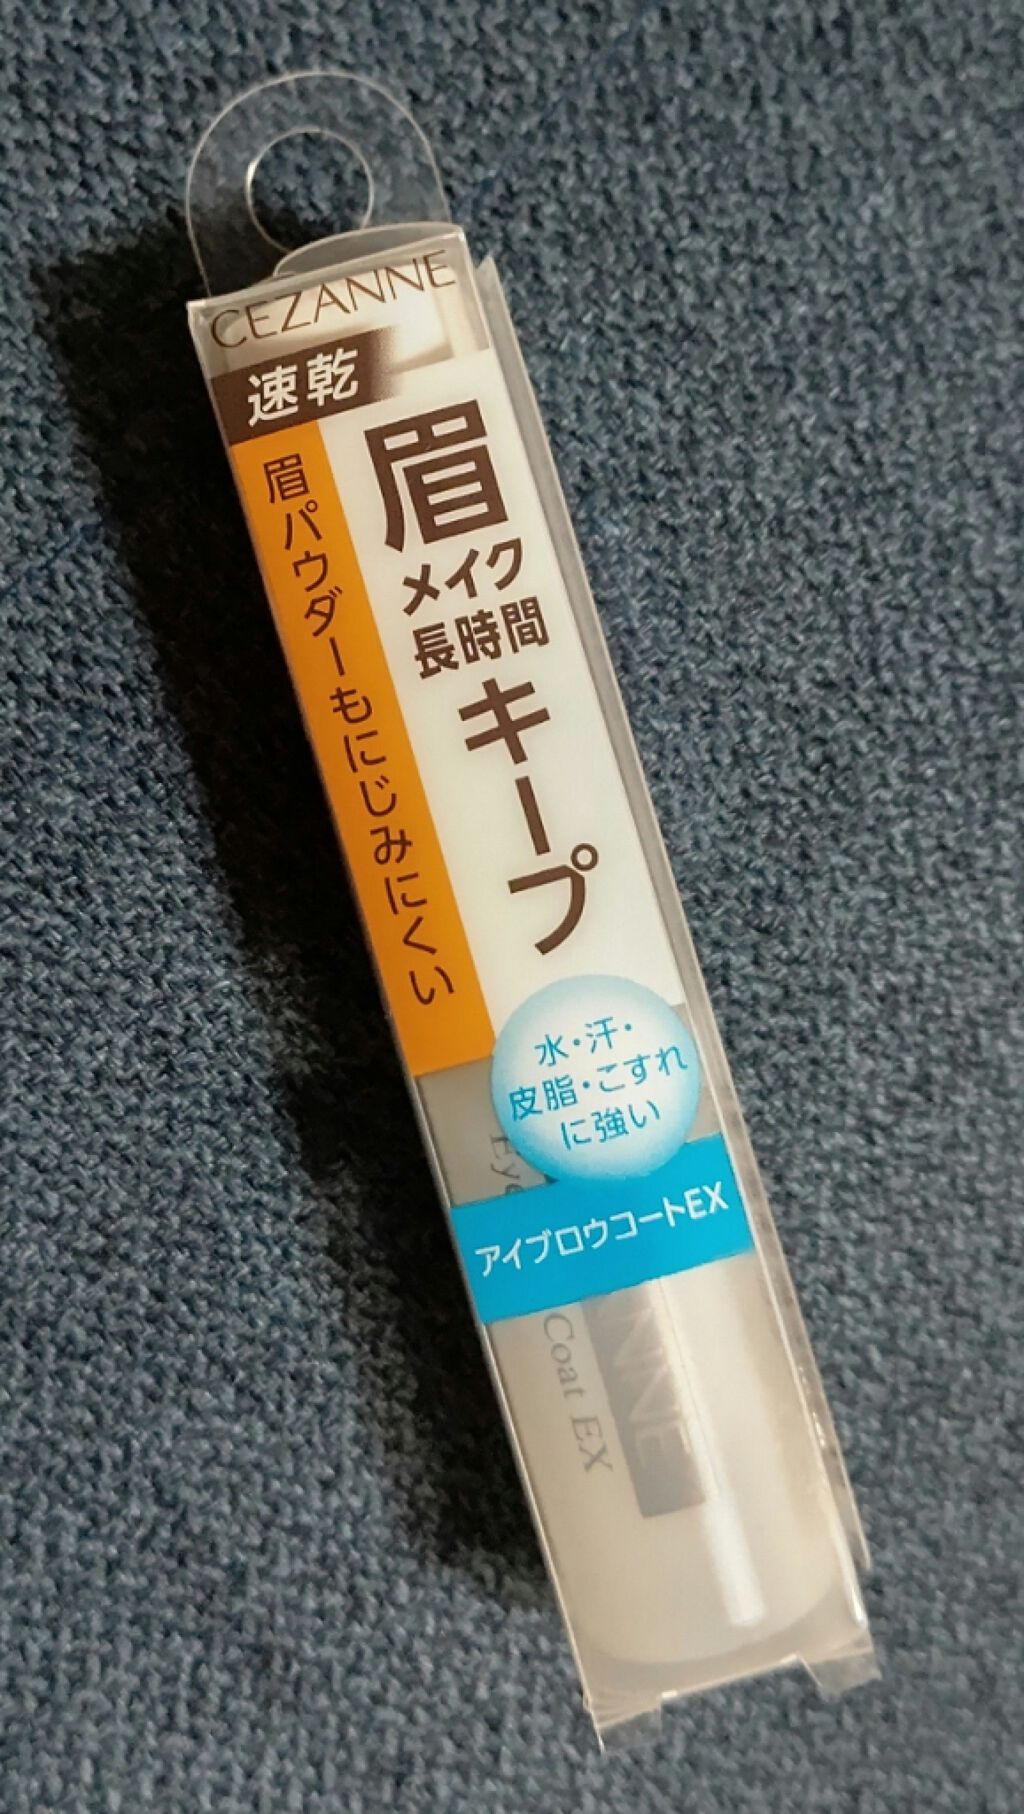 CEZANNE
速乾
眉
メイク
長時間
キープ
眉パウダーもにじみにくい
水・汗・
皮脂・こすれ
に強い
アイブロウコートEX
Coat EX